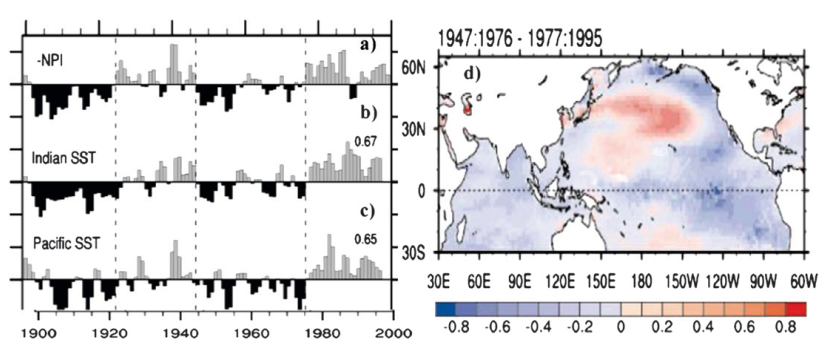 -NPI
a)
b)
Indian SST
0.67
c)
Pacific SST
0.65
1900 1920 1940 1960 1980 2000
1947:1976 - 1977:1995
d)
60N
30N
0
30S
30E 60E 90E 120E 150E 180 150W 120W 90W 60W
-0.8 -0.6 -0.4 -0.2 0 0.2 0.4 0.6 0.8